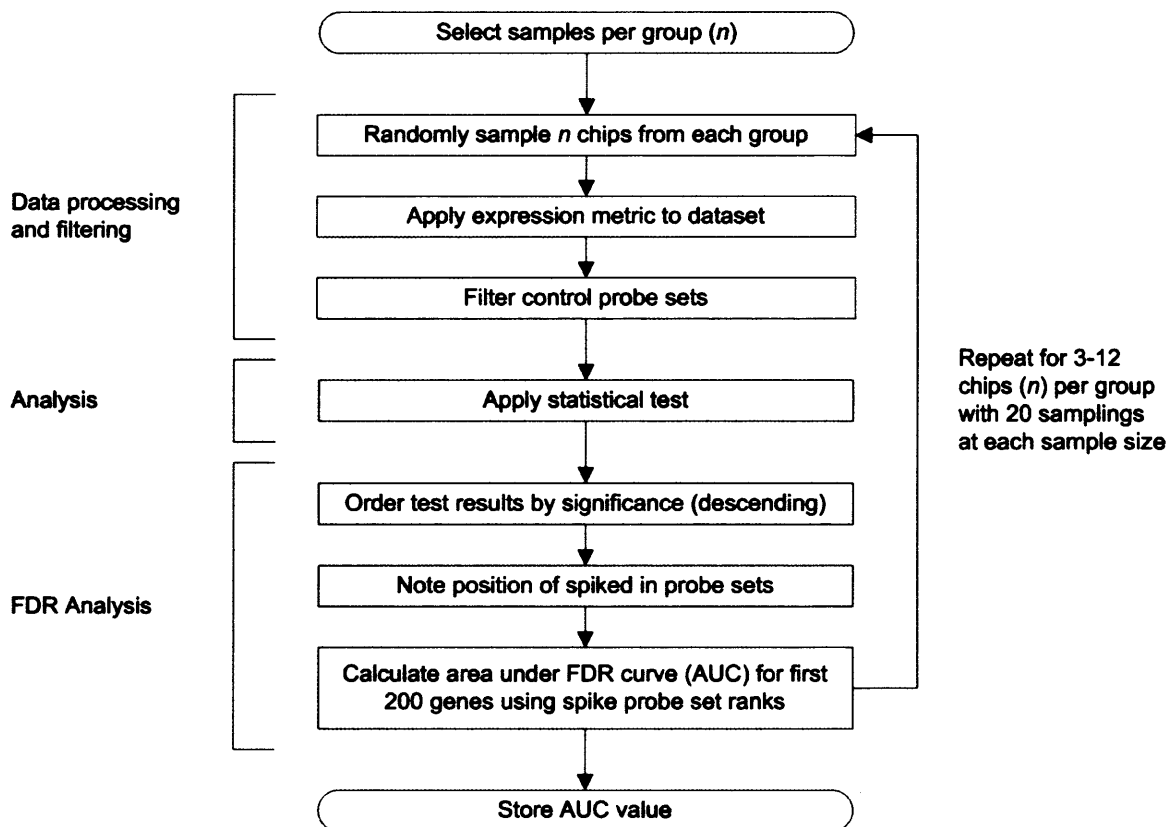 Select samples per group (n)
Randomly sample n chips from each group
Data processing
and filtering
Apply expression metric to dataset
Filter control probe sets
Analysis
Apply statistical test
Repeat for 3-12
chips (n) per group
with 20 samplings
at each sample size
Order test results by significance (descending)
Note position of spiked in probe sets
FDR Analysis
Calculate area under FDR curve (AUC) for first
200 genes using spike probe set ranks
Store AUC value